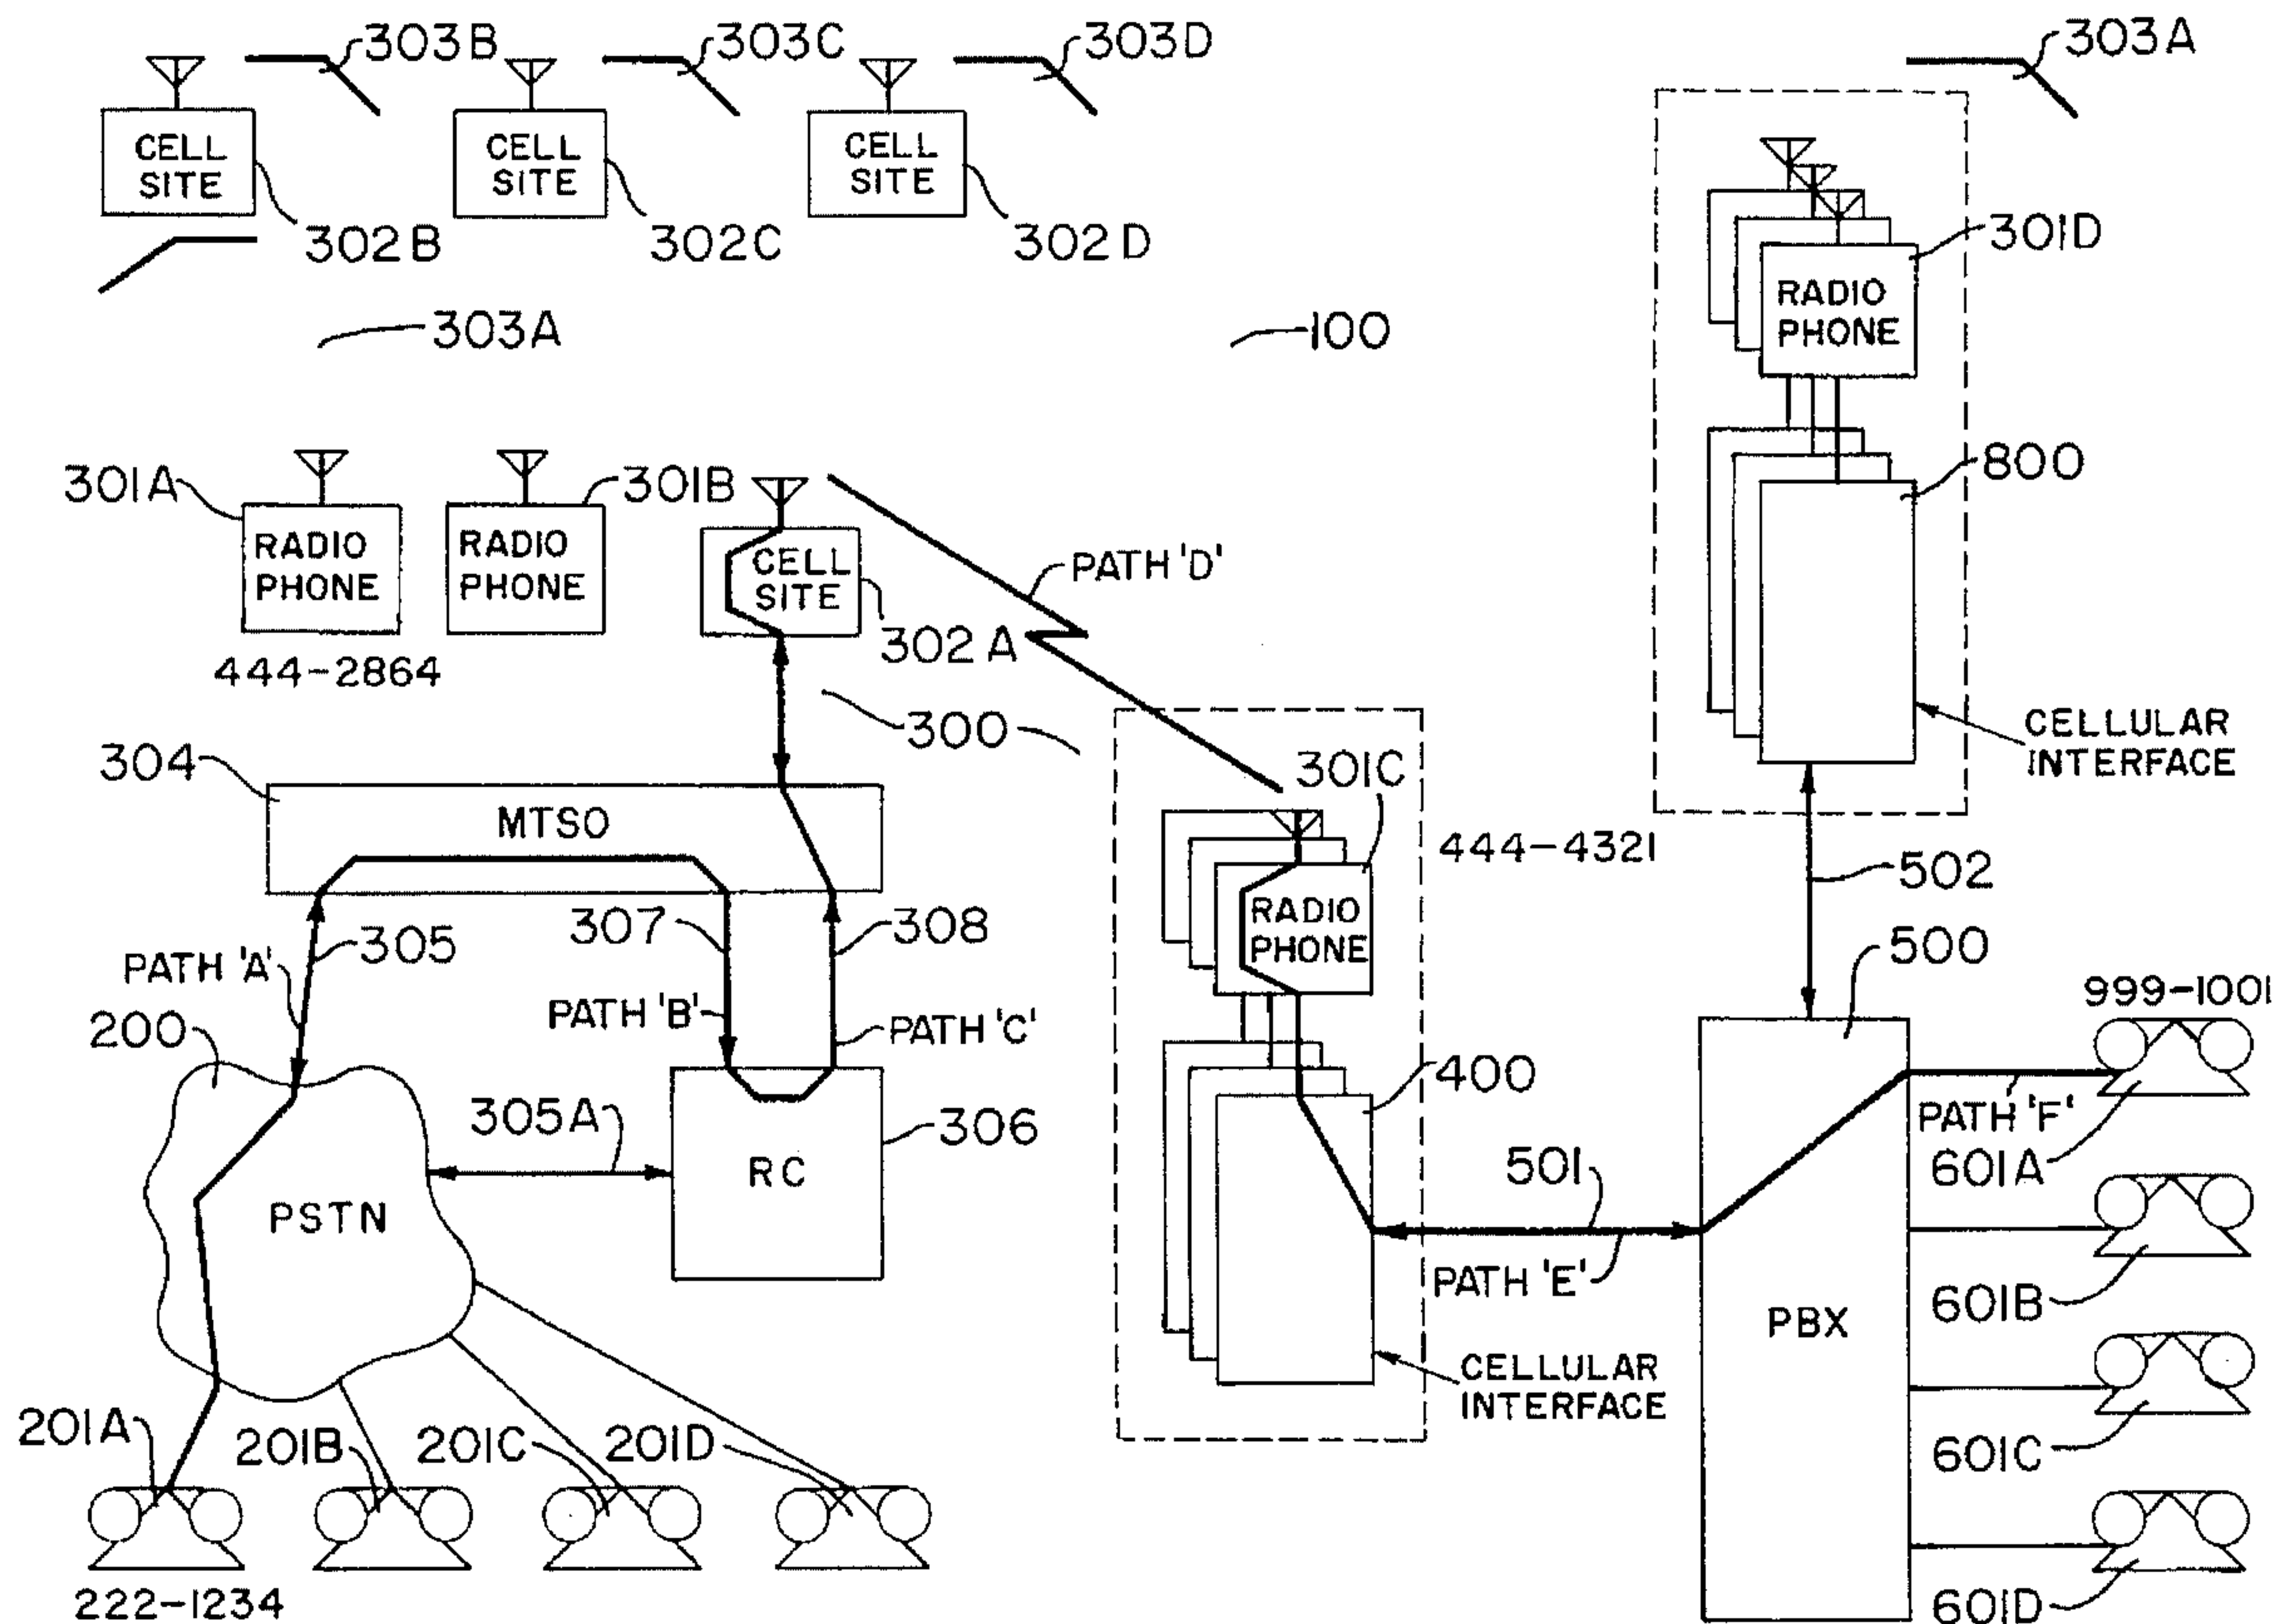 303B
303C
303D
303A
CELL
SITE
CELL
SITE
CELL
SITE
302B
302C
302D
301D
RADIO
PHONE
303A
100
800
301A
301B
RADIO
PHONE
RADIO
PHONE
CELL
SITE
PATH 'D'
302A
444-2864
300
CELLULAR
INTERFACE
304
MTSO
301C
444-4321
502
RADIO
PHONE
307
308
305
PATH 'A'
500
999-1001
200
PATH 'B'
PATH 'C'
400
305A
306
PATH 'F'
601A
RC
501
PSTN
PATH 'E'
601B
PBX
CELLULAR
INTERFACE
201A
201B
201C
201D
601C
222-1234
601D